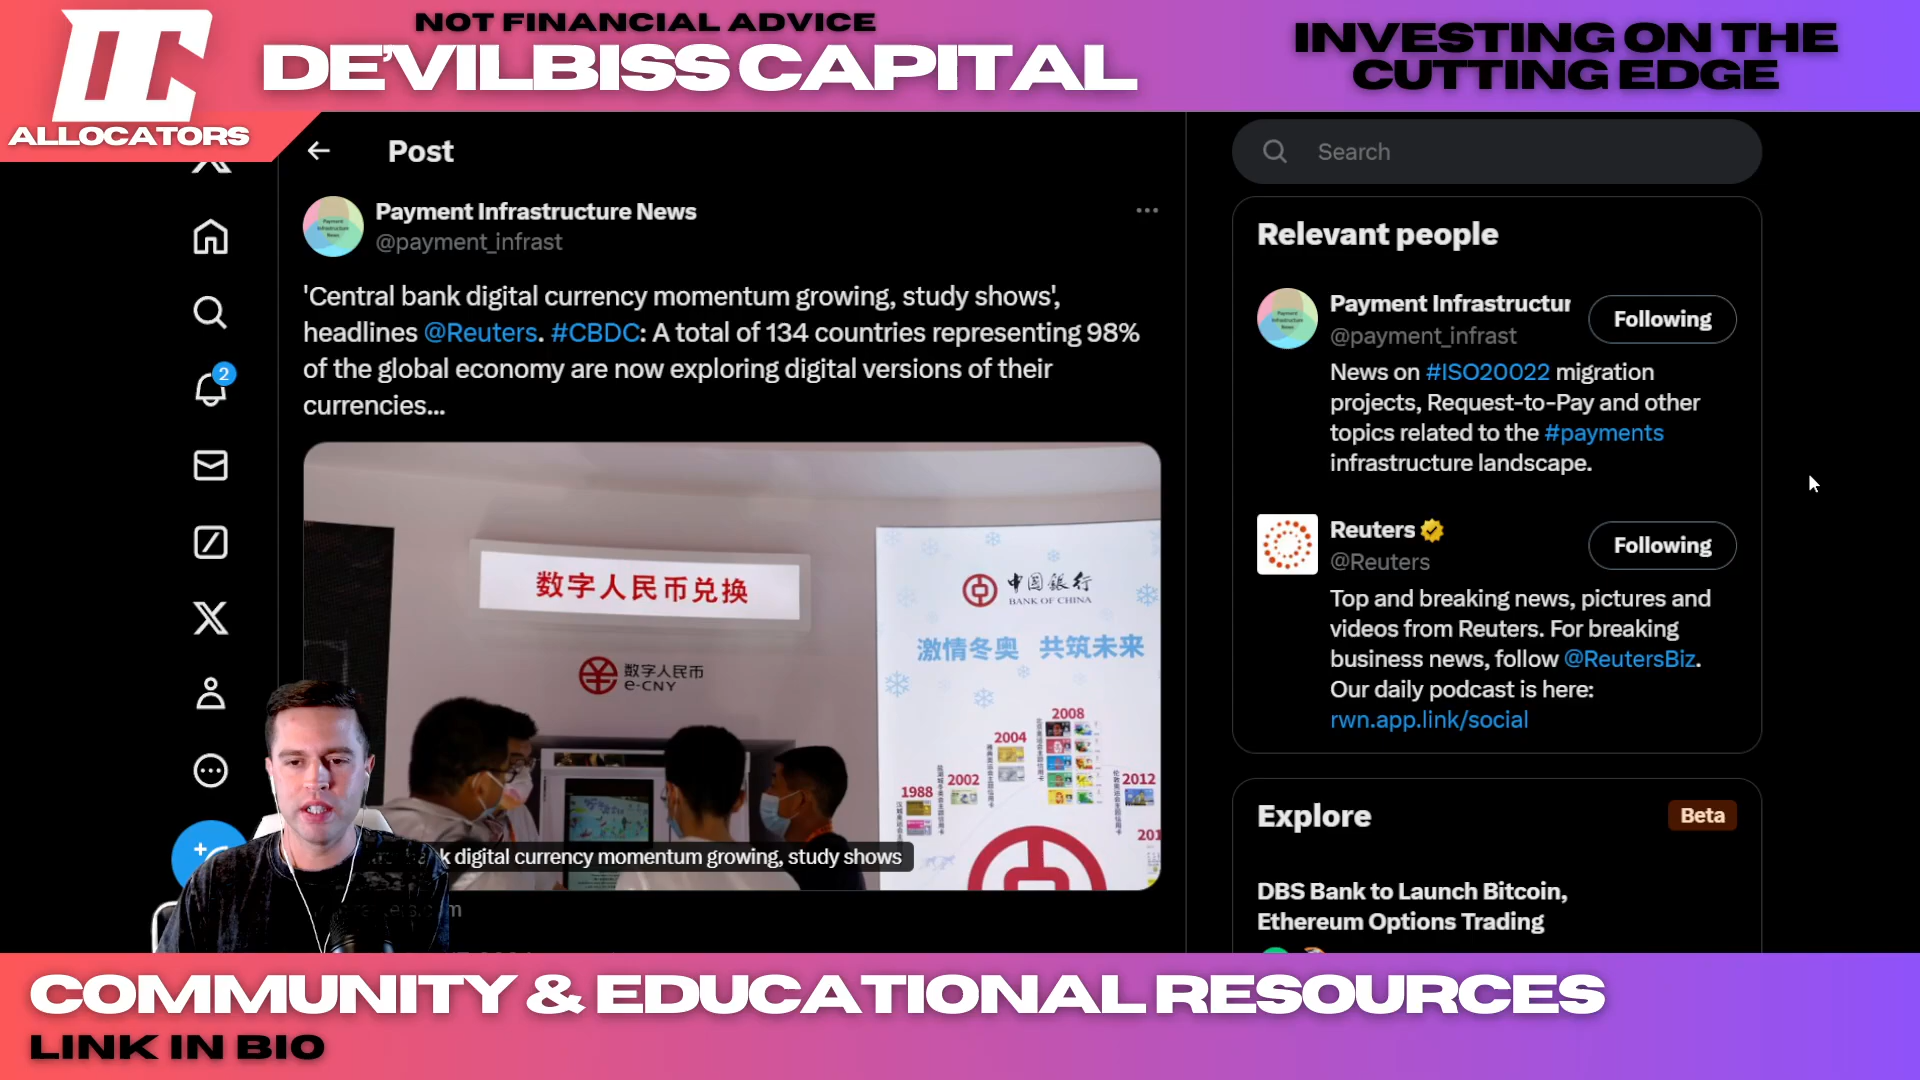 NOT FINANCIAL ADVICE
DE'VILBISS CAPITAL
INVESTING ON THE
CUTTING EDGE
ALLOCATORS
Post
Search
Payment Infrastructure News
@payment_infrast
'Central bank digital currency momentum growing, study shows',
headlines @Reuters. #CBDC: A total of 134 countries representing 98%
of the global economy are now exploring digital versions of their
currencies...
数字人民币兑换
数字人民币
e-CNY
中国银行
BANK OF CHINA
激情冬奥 共筑未来
1988
2002
2004
2008
2012
k digital currency momentum growing, study shows
2
Relevant people
Payment Infrastructur
@payment_infrast
Following
News on #ISO20022 migration
projects, Request-to-Pay and other
topics related to the #payments
infrastructure landscape.
Reuters
@Reuters
Following
Top and breaking news, pictures and
videos from Reuters. For breaking
business news, follow @ReutersBiz.
Our daily podcast is here:
rwn.app.link/social
Explore
Beta
DBS Bank to Launch Bitcoin,
Ethereum Options Trading
COMMUNITY & EDUCATIONAL RESOURCES
LINK IN BIO